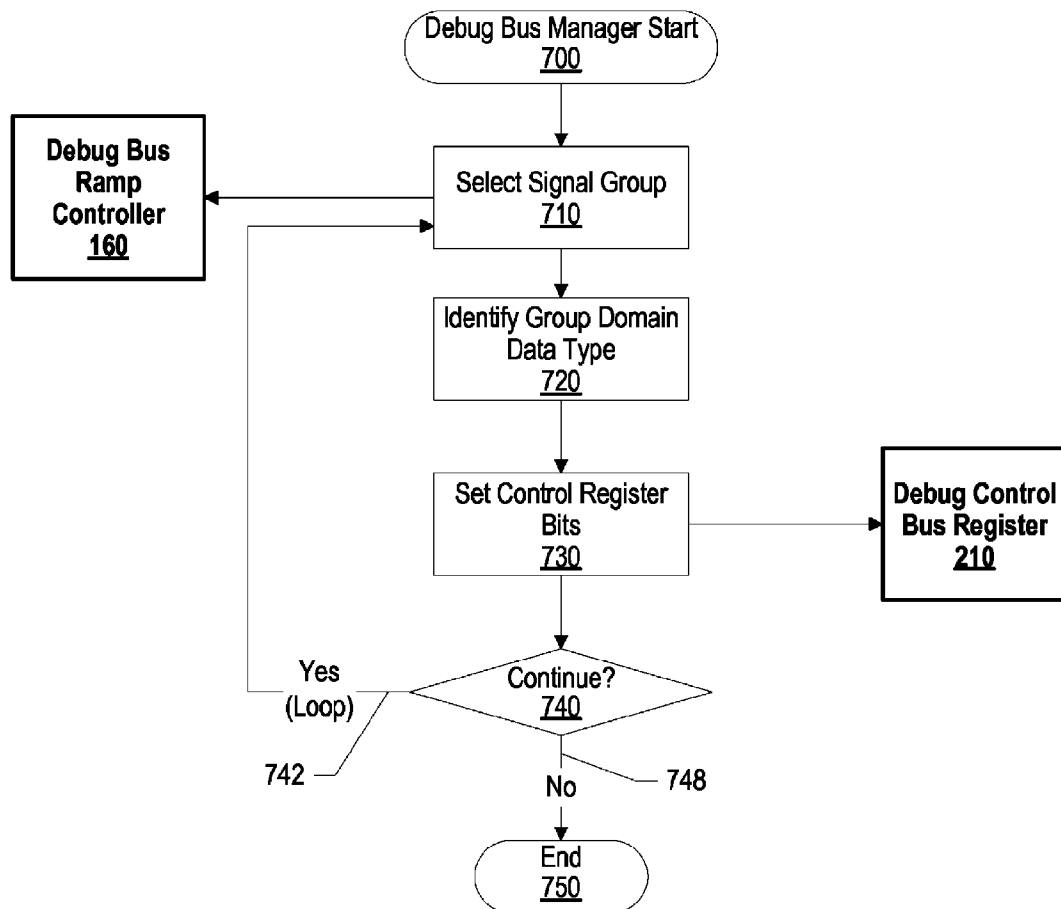 Debug Bus Manager Start
700
Debug Bus
Ramp
Controller
160
Select Signal Group
710
Identify Group Domain
Data Type
720
Set Control Register
Bits
730
Debug Control
Bus Register
210
Yes
(Loop)
Continue?
740
742
748
No
End
750